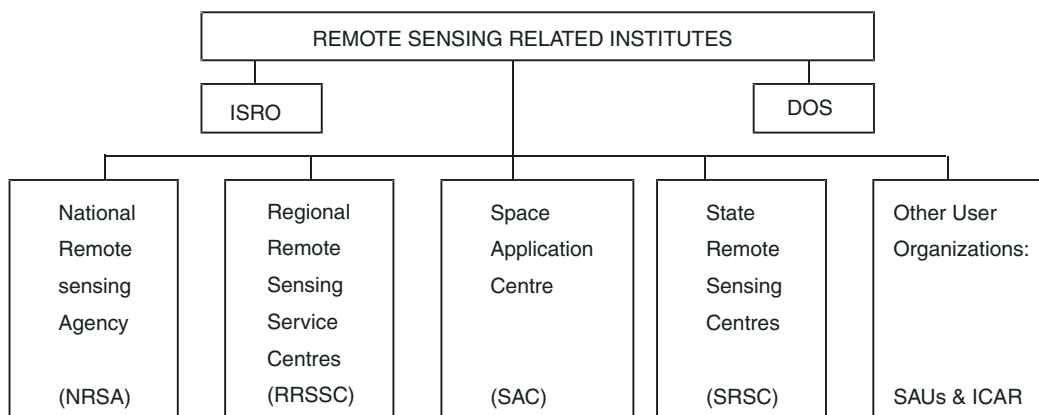 REMOTE SENSING RELATED INSTITUTES
ISRO
DOS
National
Remote
sensing
Agency
(NRSA)
Regional
Remote
Sensing
Service
Centres
(RRSSC)
Space
Application
Centre
(SAC)
State
Remote
Sensing
Centres
(SRSC)
Other User
Organizations:
SAUs & ICAR